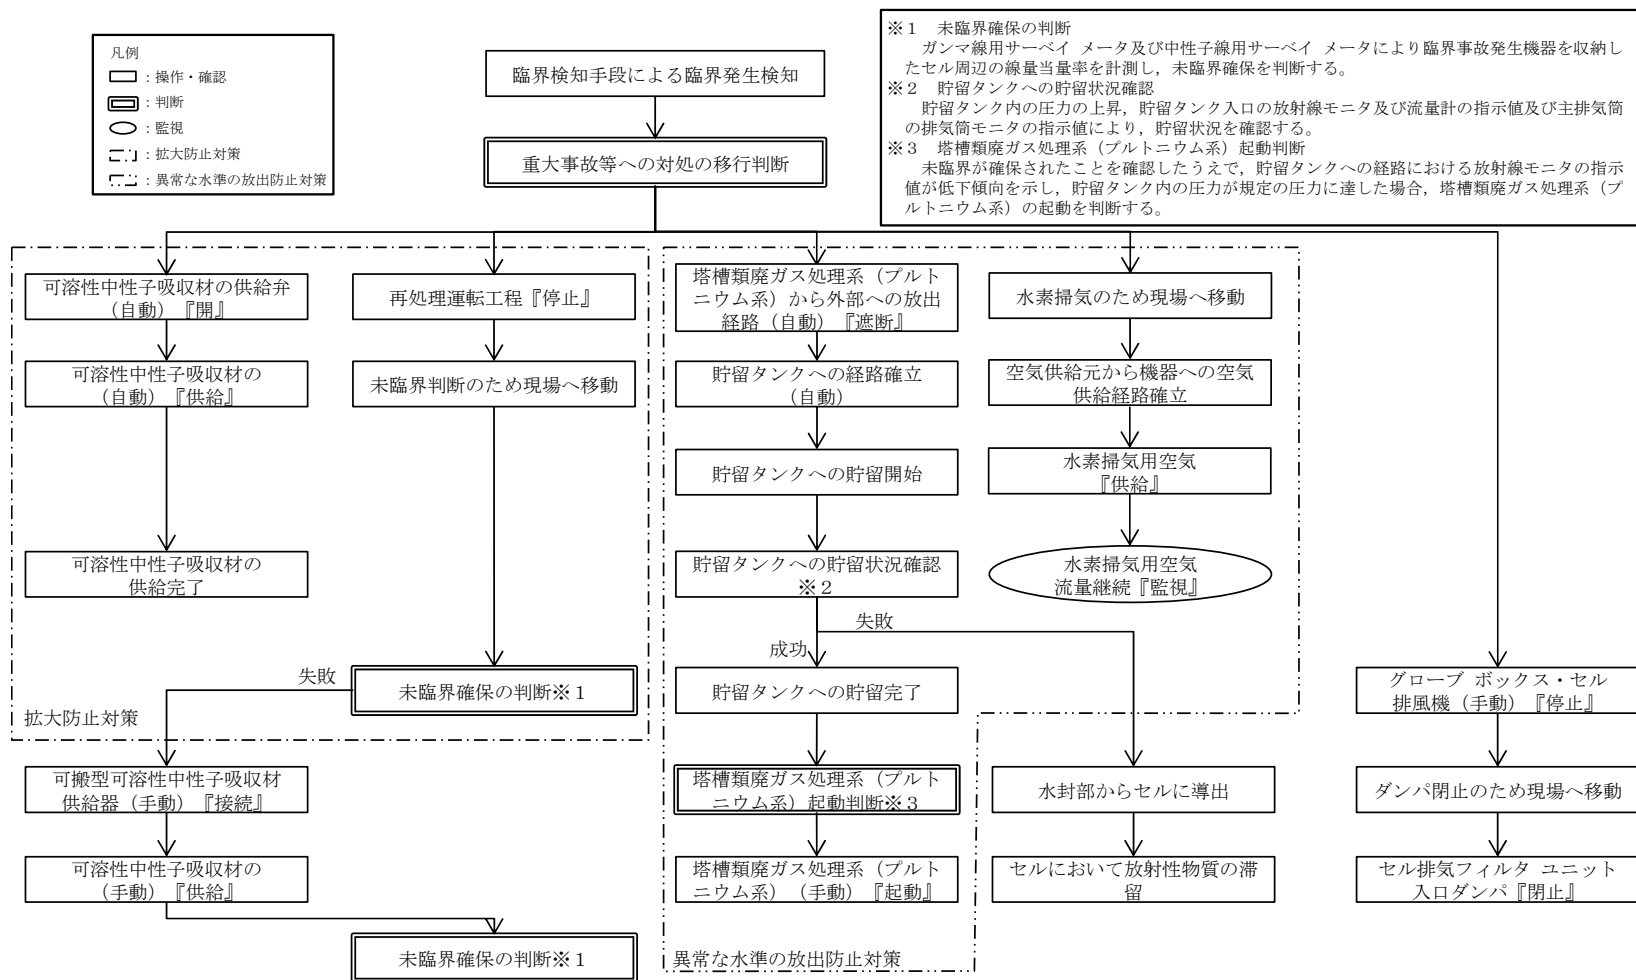 凡例
：操作・確認
：判断
：監視
：拡大防止対策
：異常な水準の放出防止対策
※１　未臨界確保の判断
ガンマ線用サーベイ メータ及び中性子線用サーベイ メータにより臨界事故発生機器を収納し
たセル周辺の線量当量率を計測し，未臨界確保を判断する。
※２　貯留タンクへの貯留状況確認
貯留タンク内の圧力の上昇，貯留タンク入口の放射線モニタ及び流量計の指示値及び主排気筒
の排気筒モニタの指示値により，貯留状況を確認する。
※３　塔槽類廃ガス処理系（プルトニウム系）起動判断
未臨界が確保されたことを確認したうえで，貯留タンクへの経路における放射線モニタの指示
値が低下傾向を示し，貯留タンク内の圧力が規定の圧力に達した場合，塔槽類廃ガス処理系（プ
ルトニウム系）の起動を判断する。
臨界検知手段による臨界発生検知
重大事故等への対処の移行判断
可溶性中性子吸収材の供給弁
（自動）『開』
可溶性中性子吸収材の
（自動）『供給』
可溶性中性子吸収材の
供給完了
再処理運転工程『停止』
未臨界判断のため現場へ移動
未臨界確保の判断※１
失敗
拡大防止対策
可搬型可溶性中性子吸収材
供給器（手動）『接続』
可溶性中性子吸収材の
（手動）『供給』
未臨界確保の判断※１
塔槽類廃ガス処理系（プルト
ニウム系）から外部への放出
経路（自動）『遮断』
貯留タンクへの経路確立
（自動）
貯留タンクへの貯留開始
貯留タンクへの貯留状況確認
※２
失敗
成功
貯留タンクへの貯留完了
塔槽類廃ガス処理系（プルト
ニウム系）起動判断※３
塔槽類廃ガス処理系（プルト
ニウム系）（手動）『起動』
異常な水準の放出防止対策
水素掃気のため現場へ移動
空気供給元から機器への空気
供給経路確立
水素掃気用空気
『供給』
水素掃気用空気
流量継続『監視』
水封部からセルに導出
セルにおいて放射性物質の滞
留
グローブ ボックス・セル
排風機（手動）『停止』
ダンパ閉止のため現場へ移動
セル排気フィルタ ユニット
入口ダンパ『閉止』